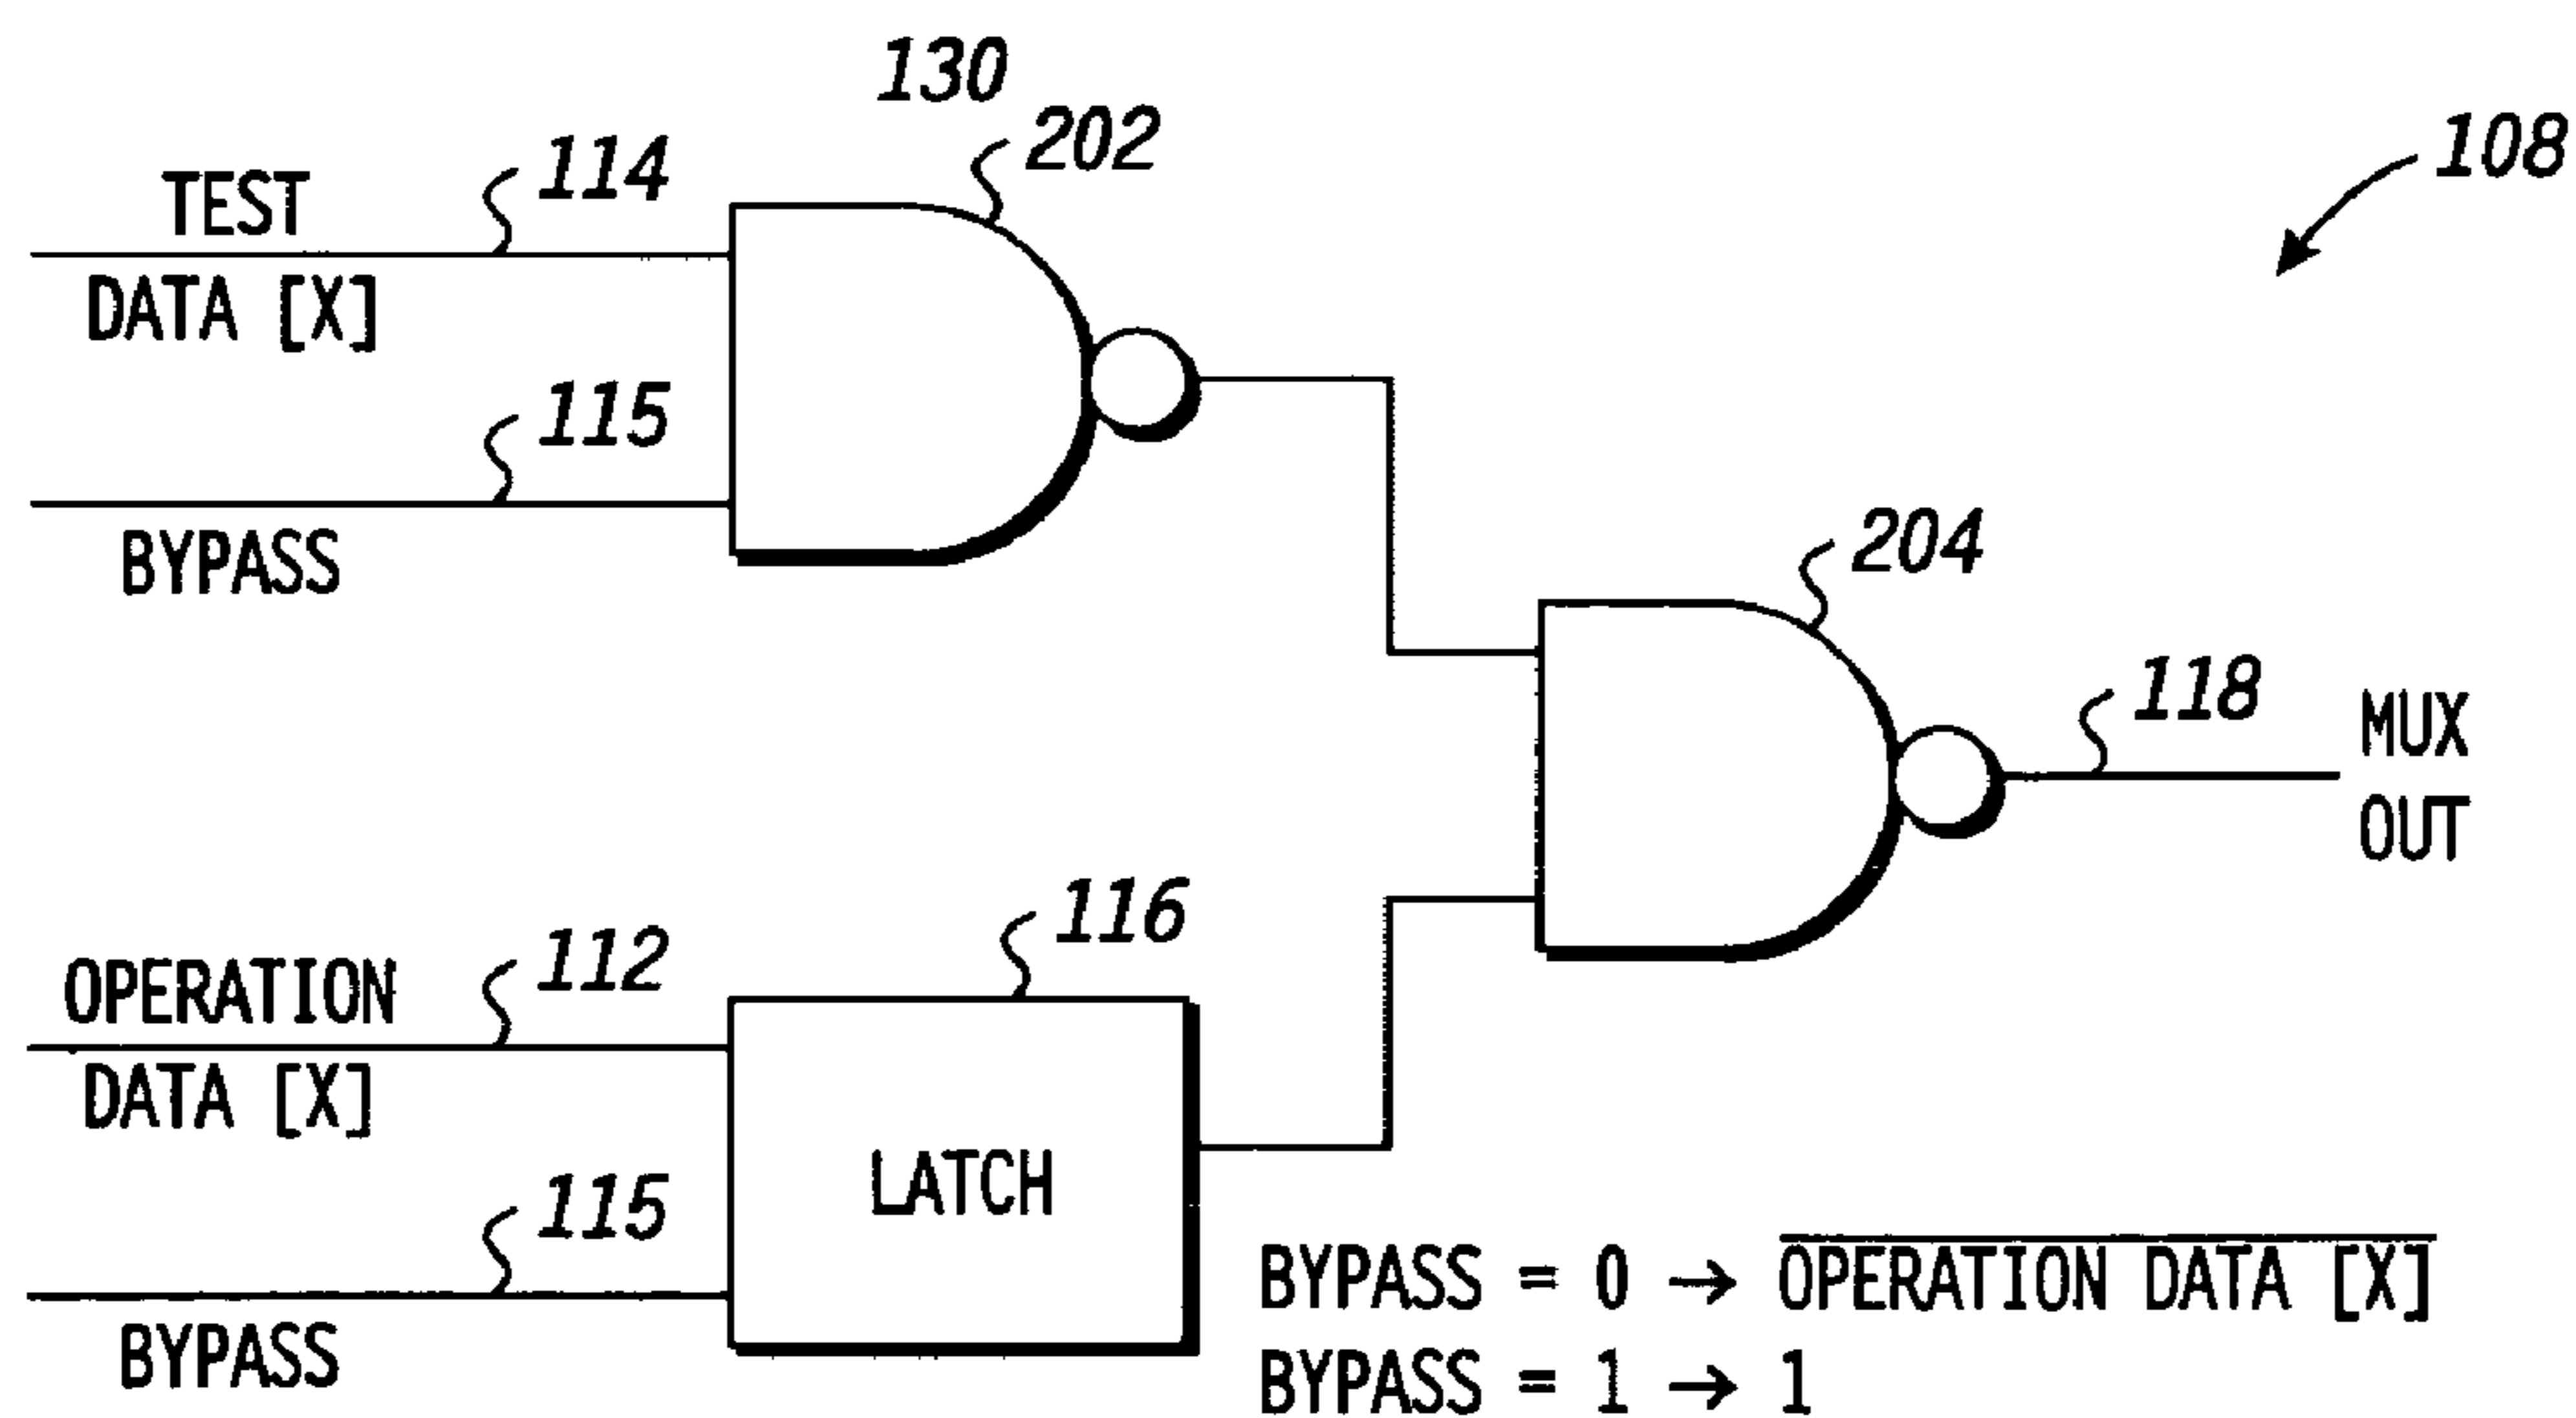 130
202
108
114
TEST
DATA [X]
115
BYPASS
204
118
MUX
OUT
116
112
OPERATION
DATA [X]
LATCH
115
BYPASS
BYPASS = 0 → OPERATION DATA [X]
BYPASS = 1 → 1